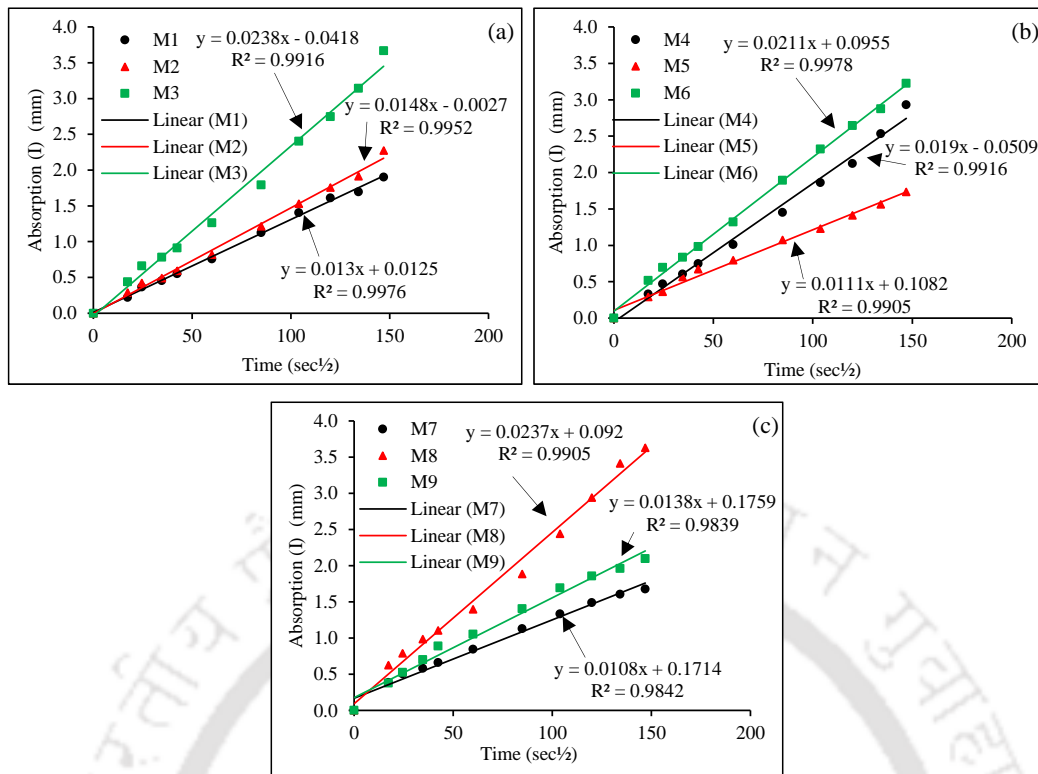 (a)
M1
M2
M3
Linear (M1)
Linear (M2)
Linear (M3)
y = 0.0238x - 0.0418
R² = 0.9916
y = 0.0148x - 0.0027
R² = 0.9952
y = 0.013x + 0.0125
R² = 0.9976
4.0
3.5
3.0
2.5
2.0
1.5
1.0
0.5
0.0
0
50
100
150
200
Absorption (I) (mm)
Time (sec½)
(b)
M4
M5
M6
Linear (M4)
Linear (M5)
Linear (M6)
y = 0.0211x + 0.0955
R² = 0.9978
y = 0.019x - 0.0509
R² = 0.9916
y = 0.0111x + 0.1082
R² = 0.9905
4.0
3.5
3.0
2.5
2.0
1.5
1.0
0.5
0.0
0
50
100
150
200
Absorption (I) (mm)
Time (sec½)
(c)
M7
M8
M9
Linear (M7)
Linear (M8)
Linear (M9)
y = 0.0237x + 0.092
R² = 0.9905
y = 0.0138x + 0.1759
R² = 0.9839
y = 0.0108x + 0.1714
R² = 0.9842
4.0
3.5
3.0
2.5
2.0
1.5
1.0
0.5
0.0
0
50
100
150
200
Absorption (I) (mm)
Time (sec½)